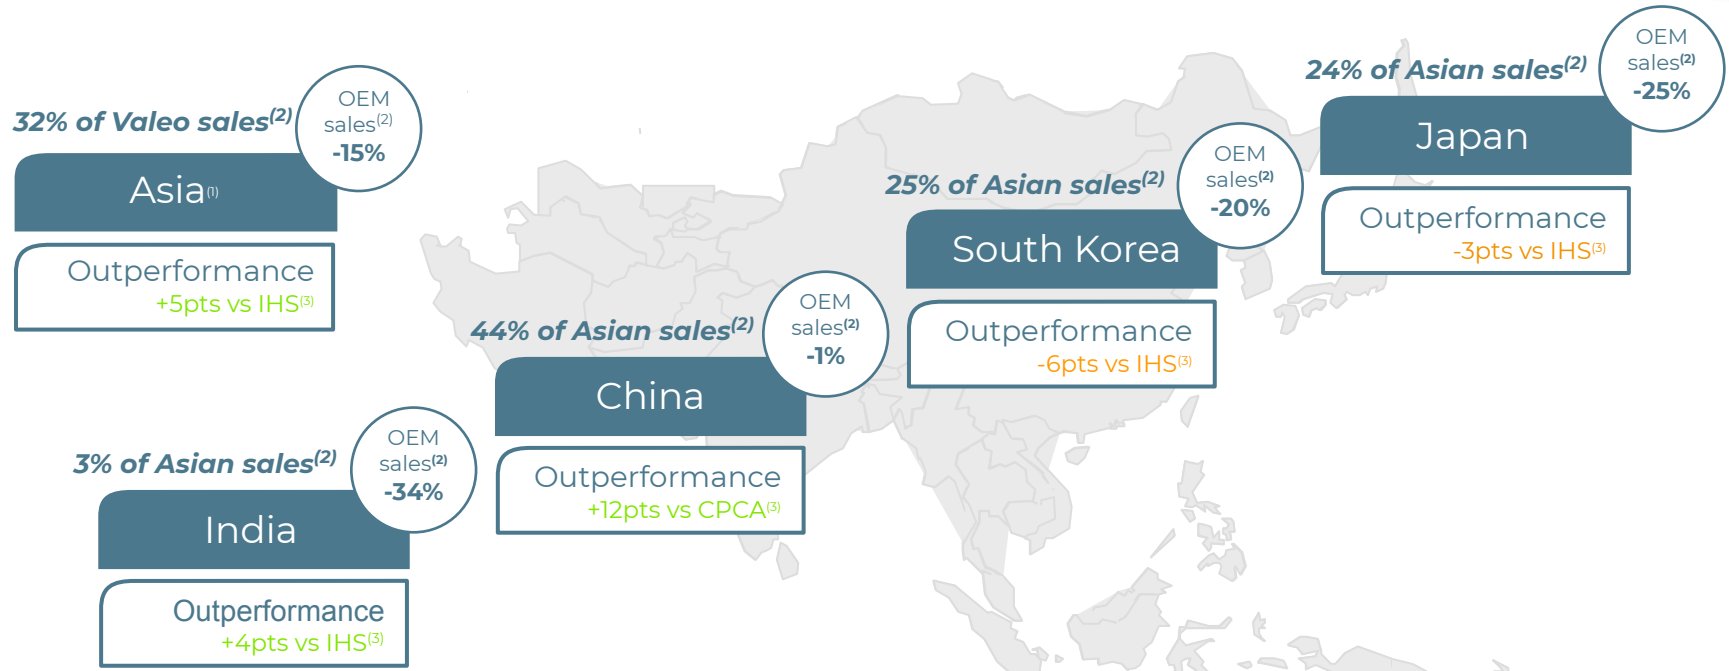 32% of Valeo sales(2)
OEM
sales(2)
-15%
Asia(1)
Outperformance
+5pts vs IHS(3)
3% of Asian sales(2)
OEM
sales(2)
-34%
India
Outperformance
+4pts vs IHS(3)
44% of Asian sales(2)
OEM
sales(2)
-1%
China
Outperformance
+12pts vs CPCA(3)
25% of Asian sales(2)
OEM
sales(2)
-20%
South Korea
Outperformance
-6pts vs IHS(3)
24% of Asian sales(2)
OEM
sales(2)
-25%
Japan
Outperformance
-3pts vs IHS(3)